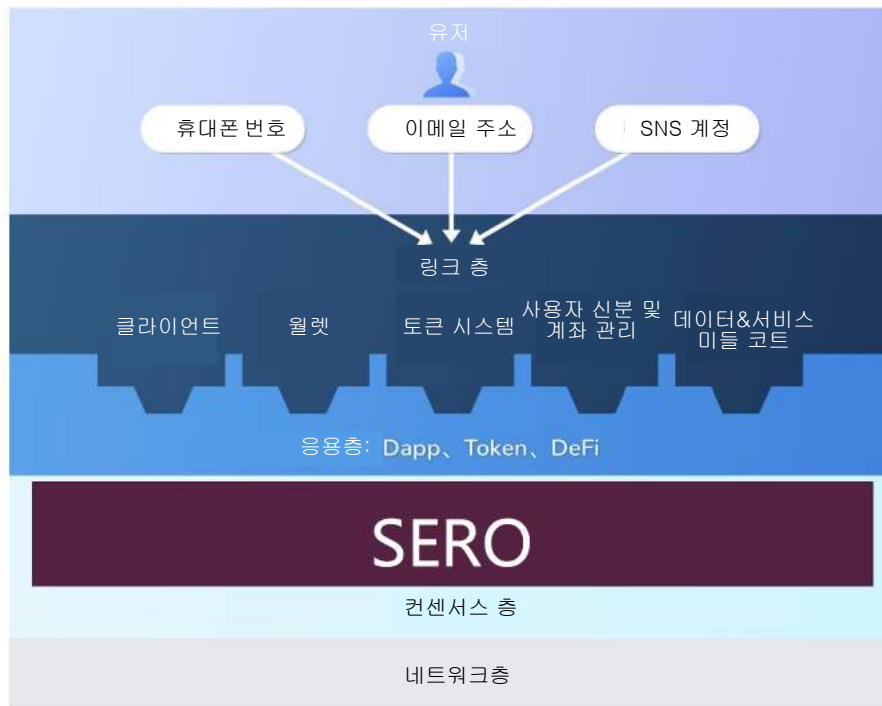 유저
휴대폰 번호
이메일 주소
SNS 계정
링크 층
클라이언트
월렛
토큰 시스템
사용자 신분 및
계좌 관리
데이터&서비스
미들 코트
응용층: Dapp、Token、DeFi
SERO
컨센서스 층
네트워크층